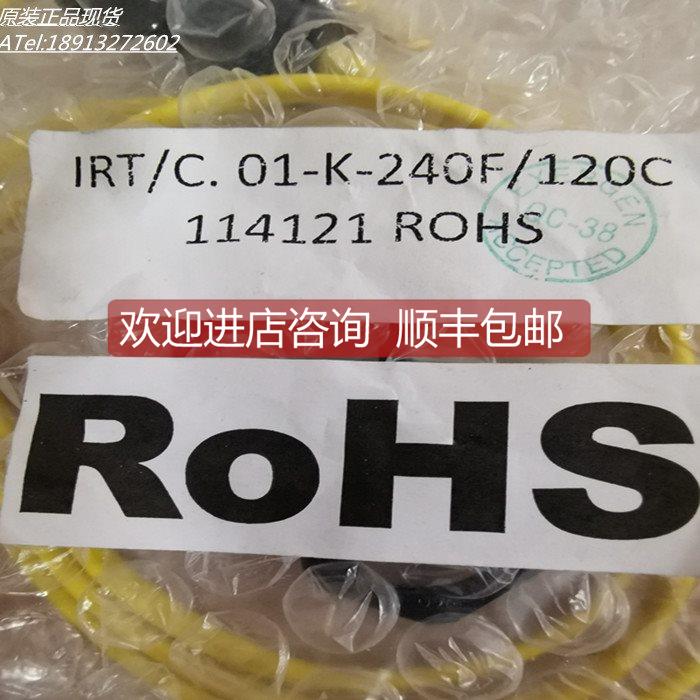 原装正品现货
ATel:18913272602
IRT/C. 01-K-240F/120C
114121 ROHS
EXERGEN
QC-38
ACCEPTED
欢迎进店咨询 顺丰包邮
RoHS